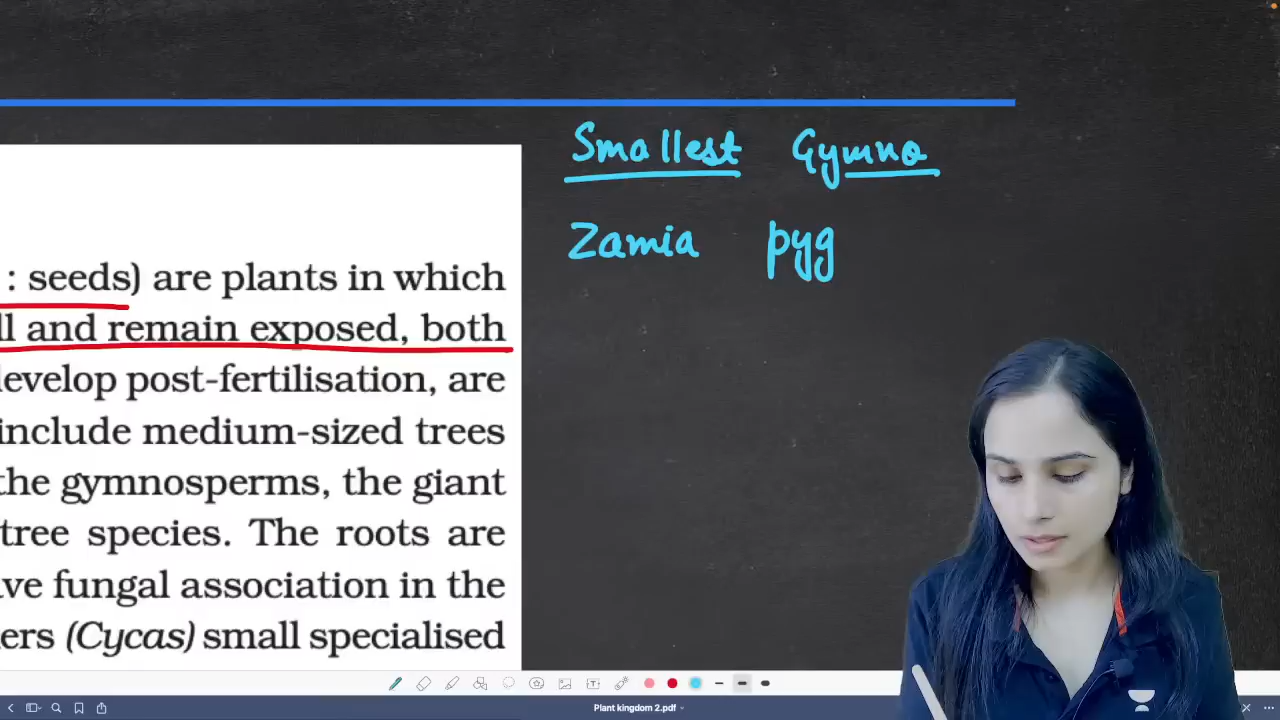 Smallest Gymno
Zamia pyg
: seeds) are plants in which
ll and remain exposed, both
develop post-fertilisation, are
include medium-sized trees
the gymnosperms, the giant
tree species. The roots are
ave fungal association in the
ers (Cycas) small specialised
Plant kingdom 2.pdf